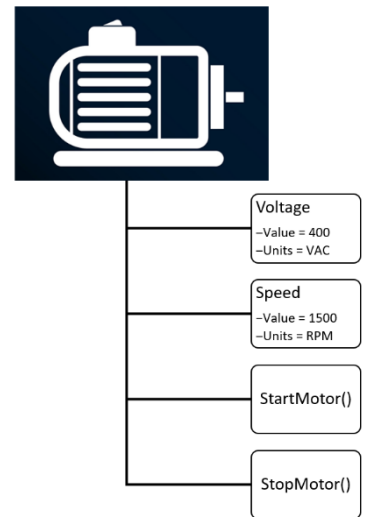 Voltage
–Value = 400
–Units = VAC
Speed
–Value = 1500
–Units = RPM
StartMotor()
StopMotor()